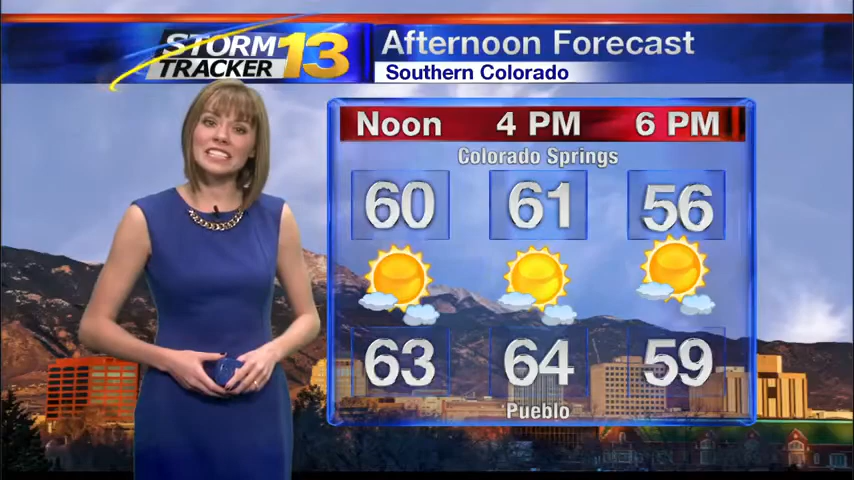 STORM
TRACKER 13
Afternoon Forecast
Southern Colorado
Noon 4 PM 6 PM
Colorado Springs
60 61 56
63 64 59
Pueblo